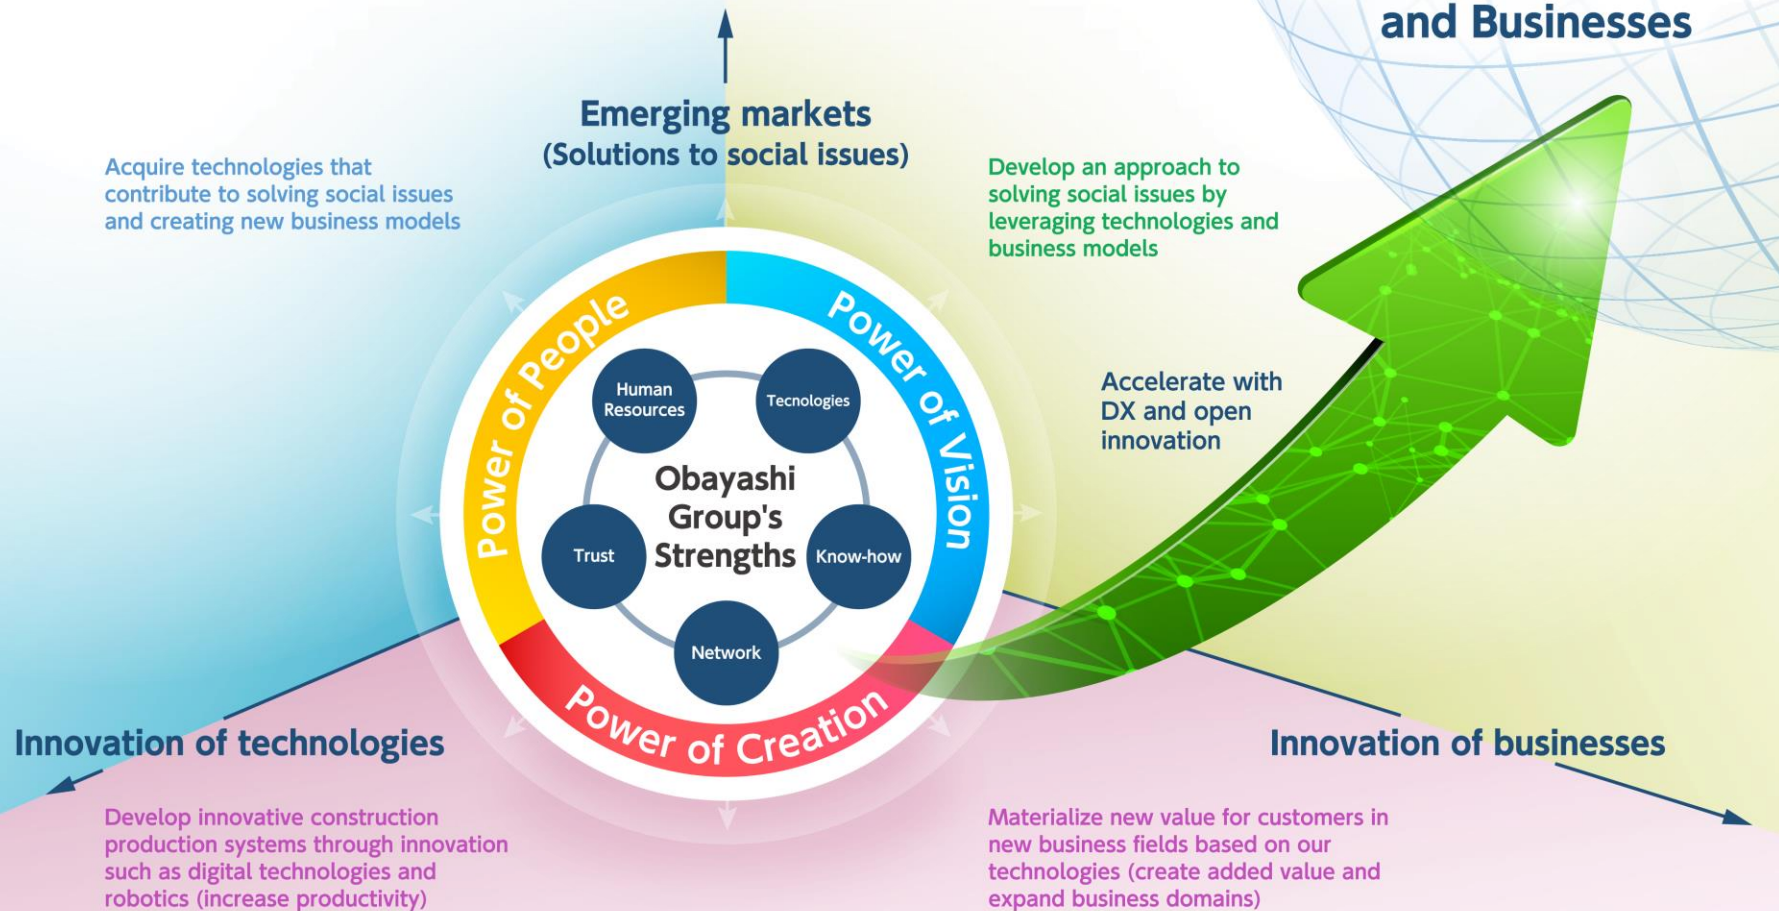 and Businesses
Emerging markets
(Solutions to social issues)
Acquire technologies that
contribute to solving social issues
and creating new business models
Develop an approach to
solving social issues by
leveraging technologies and
business models
Accelerate with
DX and open
innovation
Power of People
Power of Vision
Power of Creation
Human
Resources
Tecnologies
Obayashi
Group's
Strengths
Trust
Know-how
Network
Innovation of technologies
Innovation of businesses
Develop innovative construction
production systems through innovation
such as digital technologies and
robotics (increase productivity)
Materialize new value for customers in
new business fields based on our
technologies (create added value and
expand business domains)